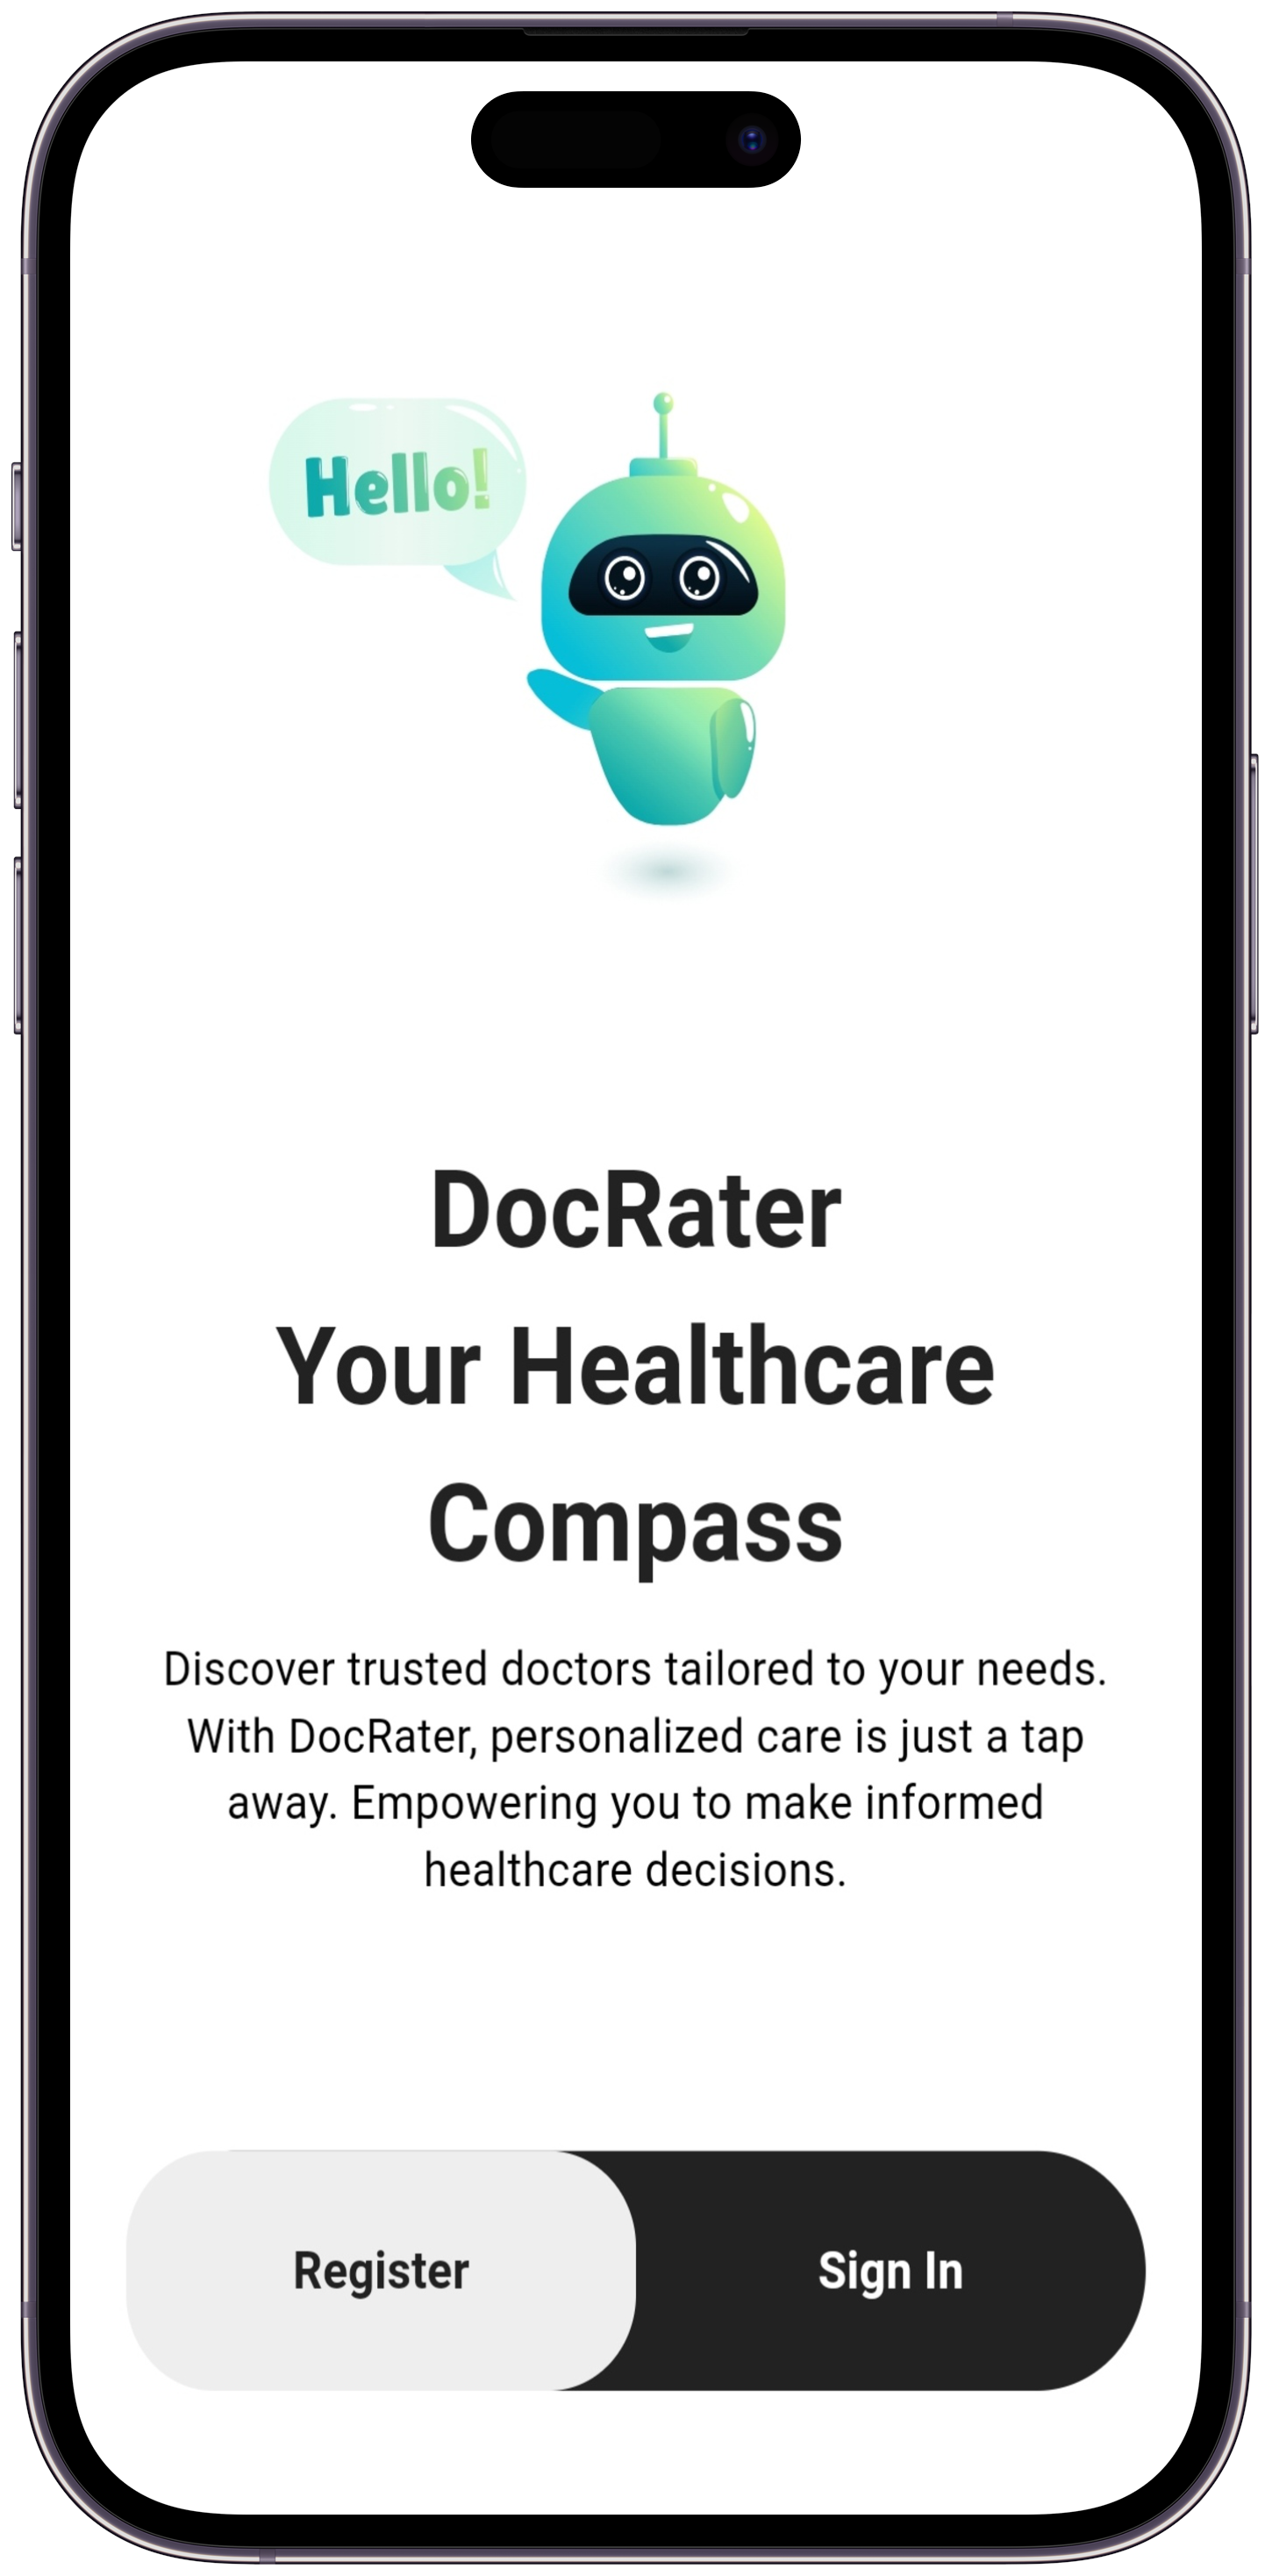 Hello!
DocRater
Your Healthcare
Compass
Discover trusted doctors tailored to your needs.
With DocRater, personalized care is just a tap
away. Empowering you to make informed
healthcare decisions.
Register
Sign In